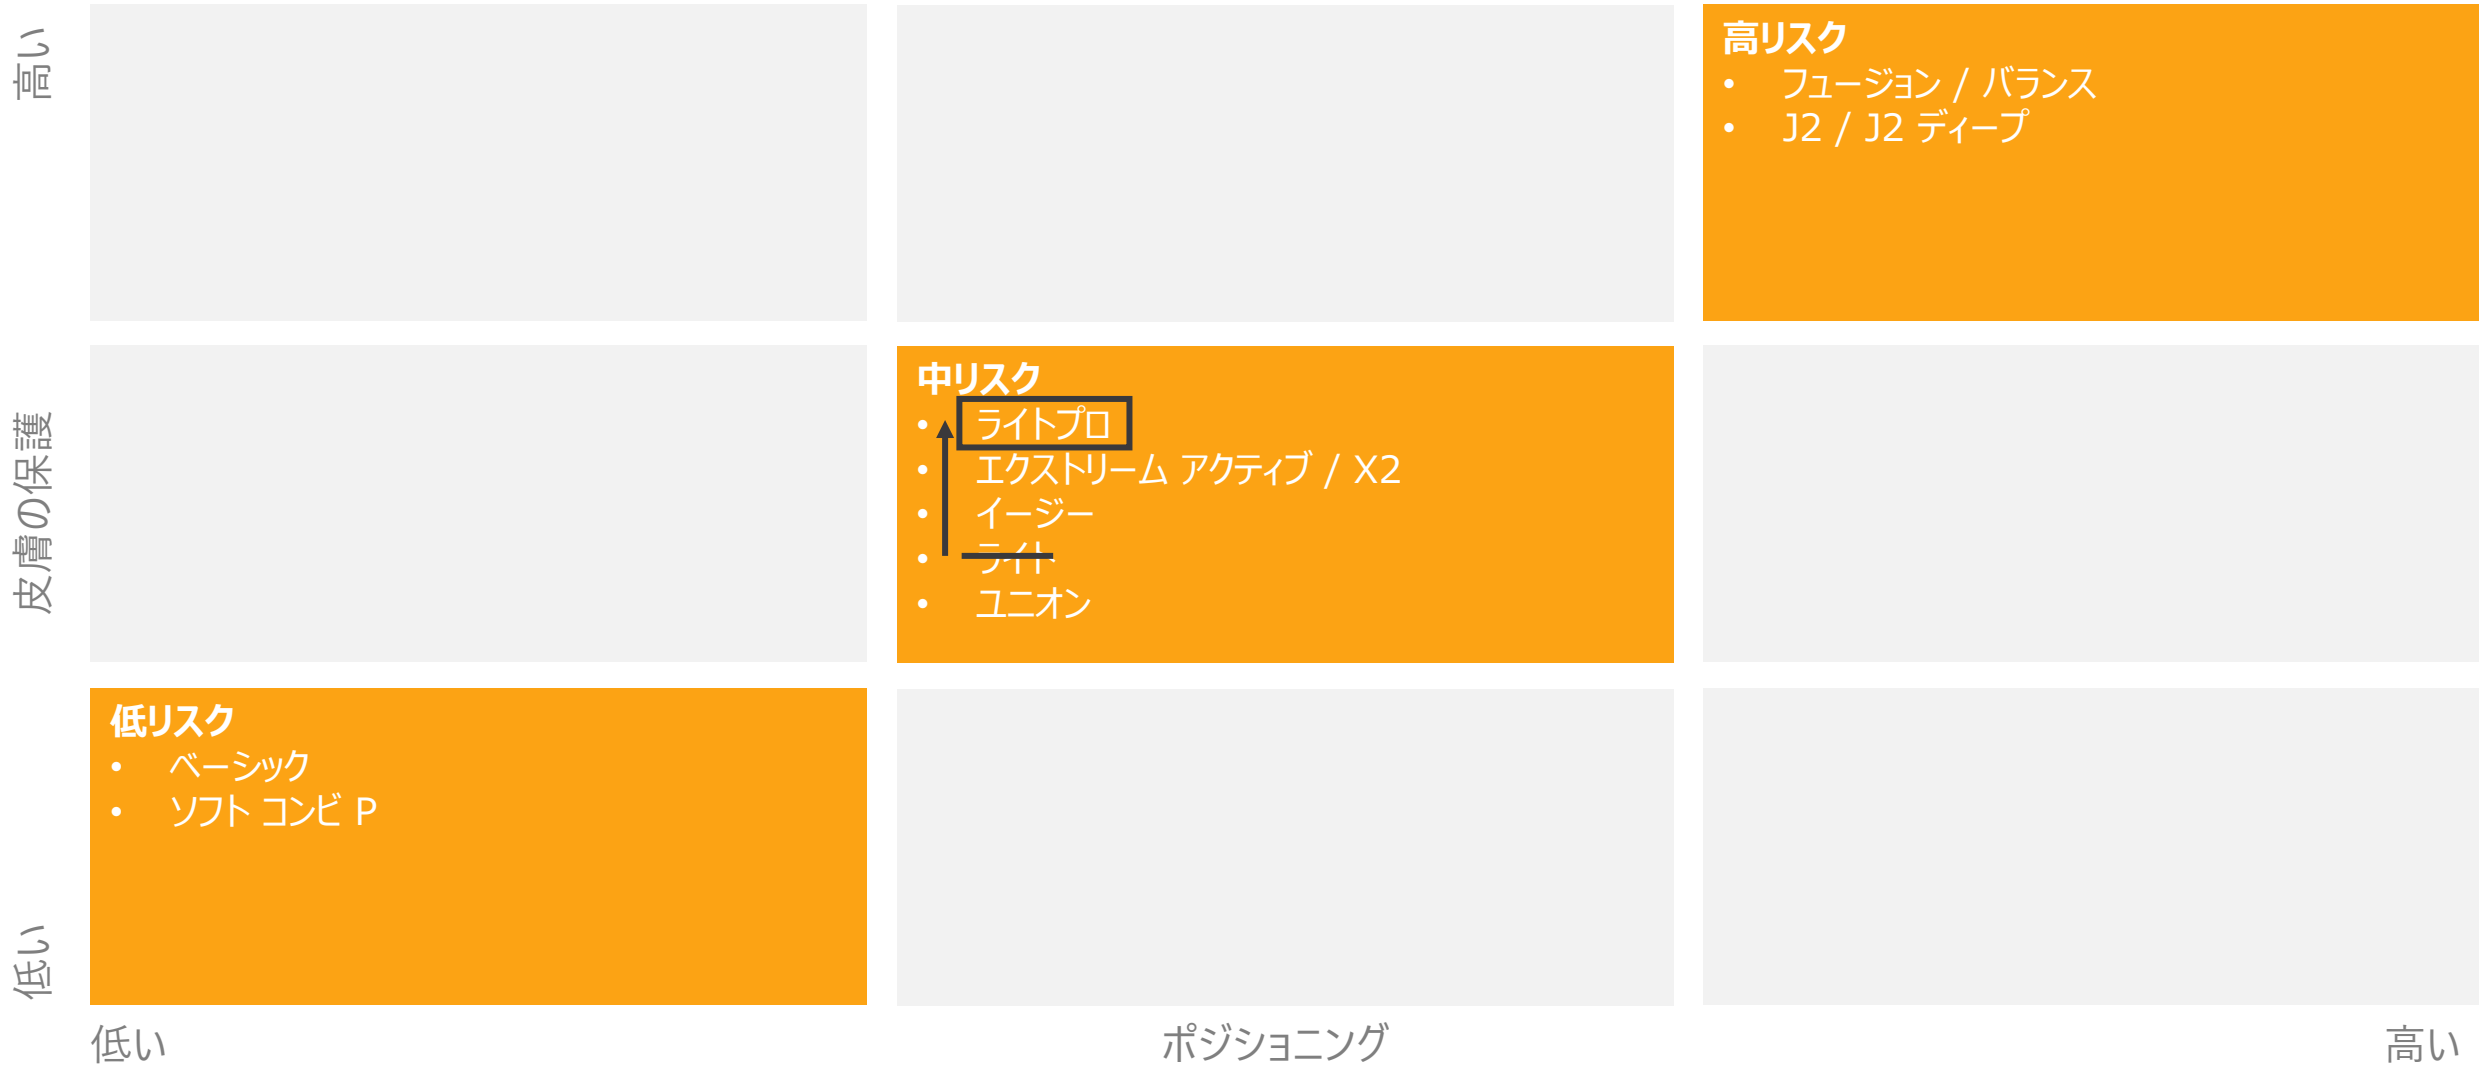 高い
高リスク
• フュージョン / バランス
• J2 / J2 ディープ
皮膚の保護
中リスク
• ライトプロ
• エクストリーム アクティブ / X2
• イージー
• ライト
• ユニオン
低リスク
• ベーシック
• ソフト コンビ P
低い
低い
ポジショニング
高い